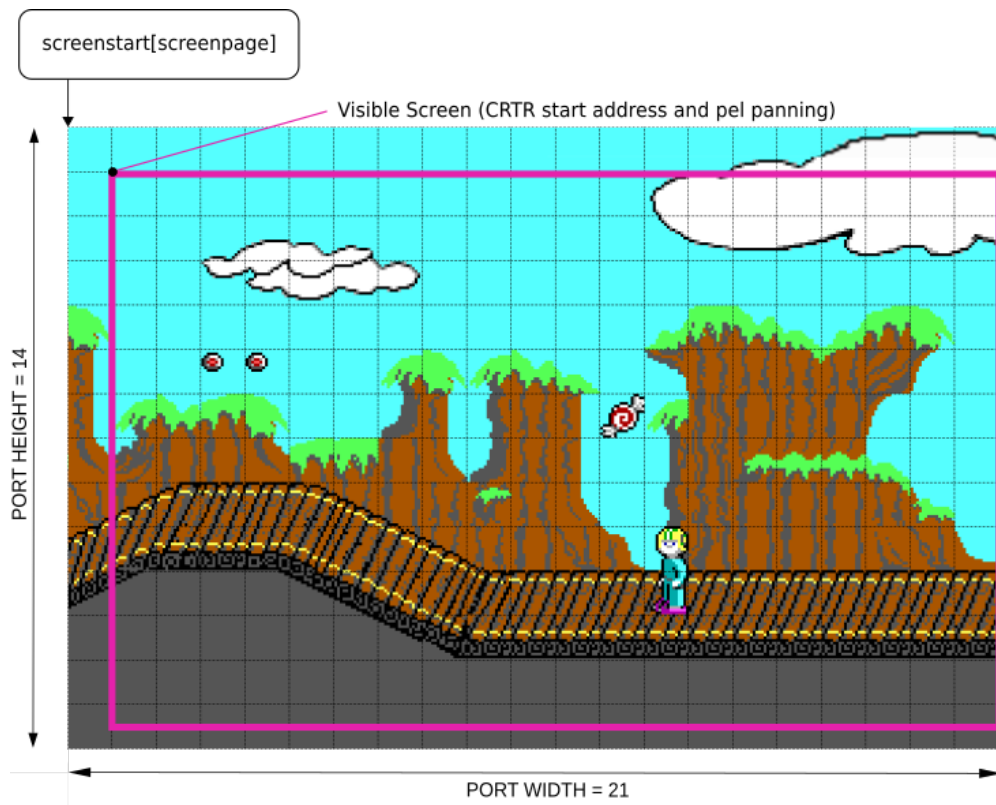 screenstart[screenpage]
Visible Screen (CRTR start address and pel panning)
PORT HEIGHT = 14
PORT WIDTH = 21